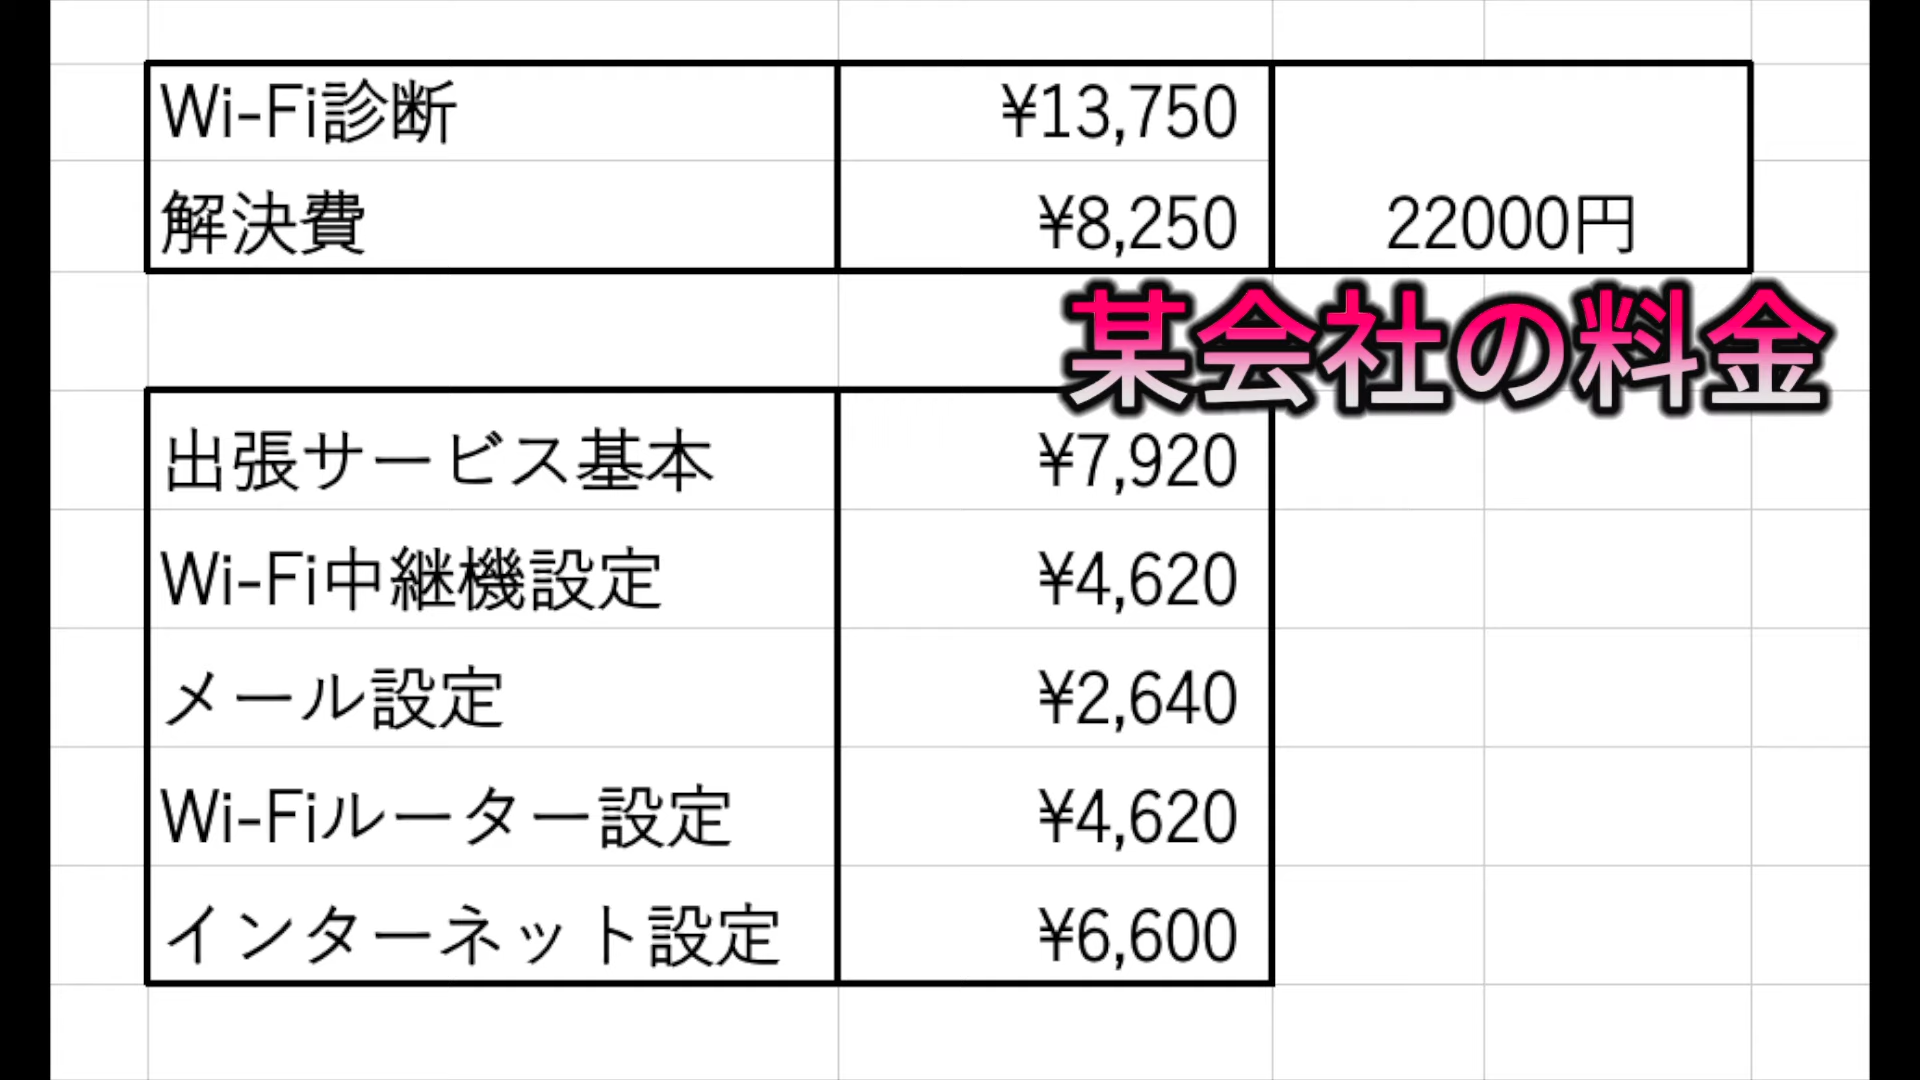 Wi-Fi診断 ¥13,750
解決費 ¥8,250 22000円
某会社の料金
出張サービス基本 ¥7,920
Wi-Fi中継機設定 ¥4,620
メール設定 ¥2,640
Wi-Fiルーター設定 ¥4,620
インターネット設定 ¥6,600